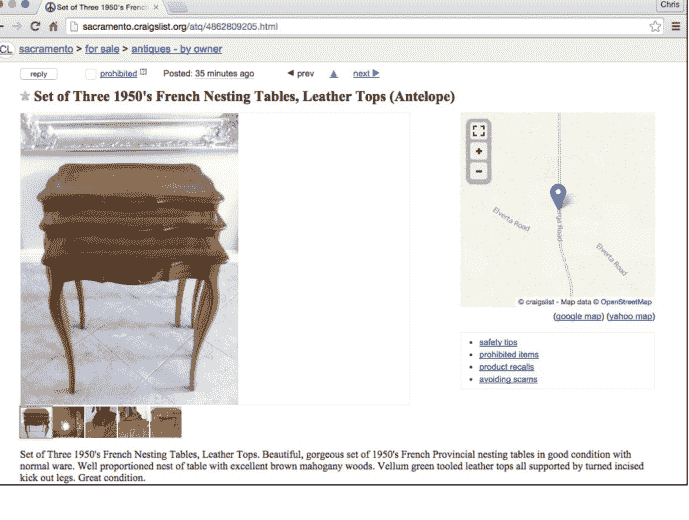 Set of Three 1950's French
Chris
sacramento.craigslist.org/atq/4862809205.html
CL sacramento > for sale > antiques - by owner
reply prohibited [?] Posted: 35 minutes ago ◀ prev ▲ next ▶
★ Set of Three 1950's French Nesting Tables, Leather Tops (Antelope)
+
−
Elverta Road
Elverta Road
© craigslist - Map data © OpenStreetMap
(google map) (yahoo map)
• safety tips
• prohibited items
• product recalls
• avoiding scams
Set of Three 1950's French Nesting Tables, Leather Tops. Beautiful, gorgeous set of 1950's French Provincial nesting tables in good condition with
normal ware. Well proportioned nest of table with excellent brown mahogany woods. Vellum green tooled leather tops all supported by turned incised
kick out legs. Great condition.